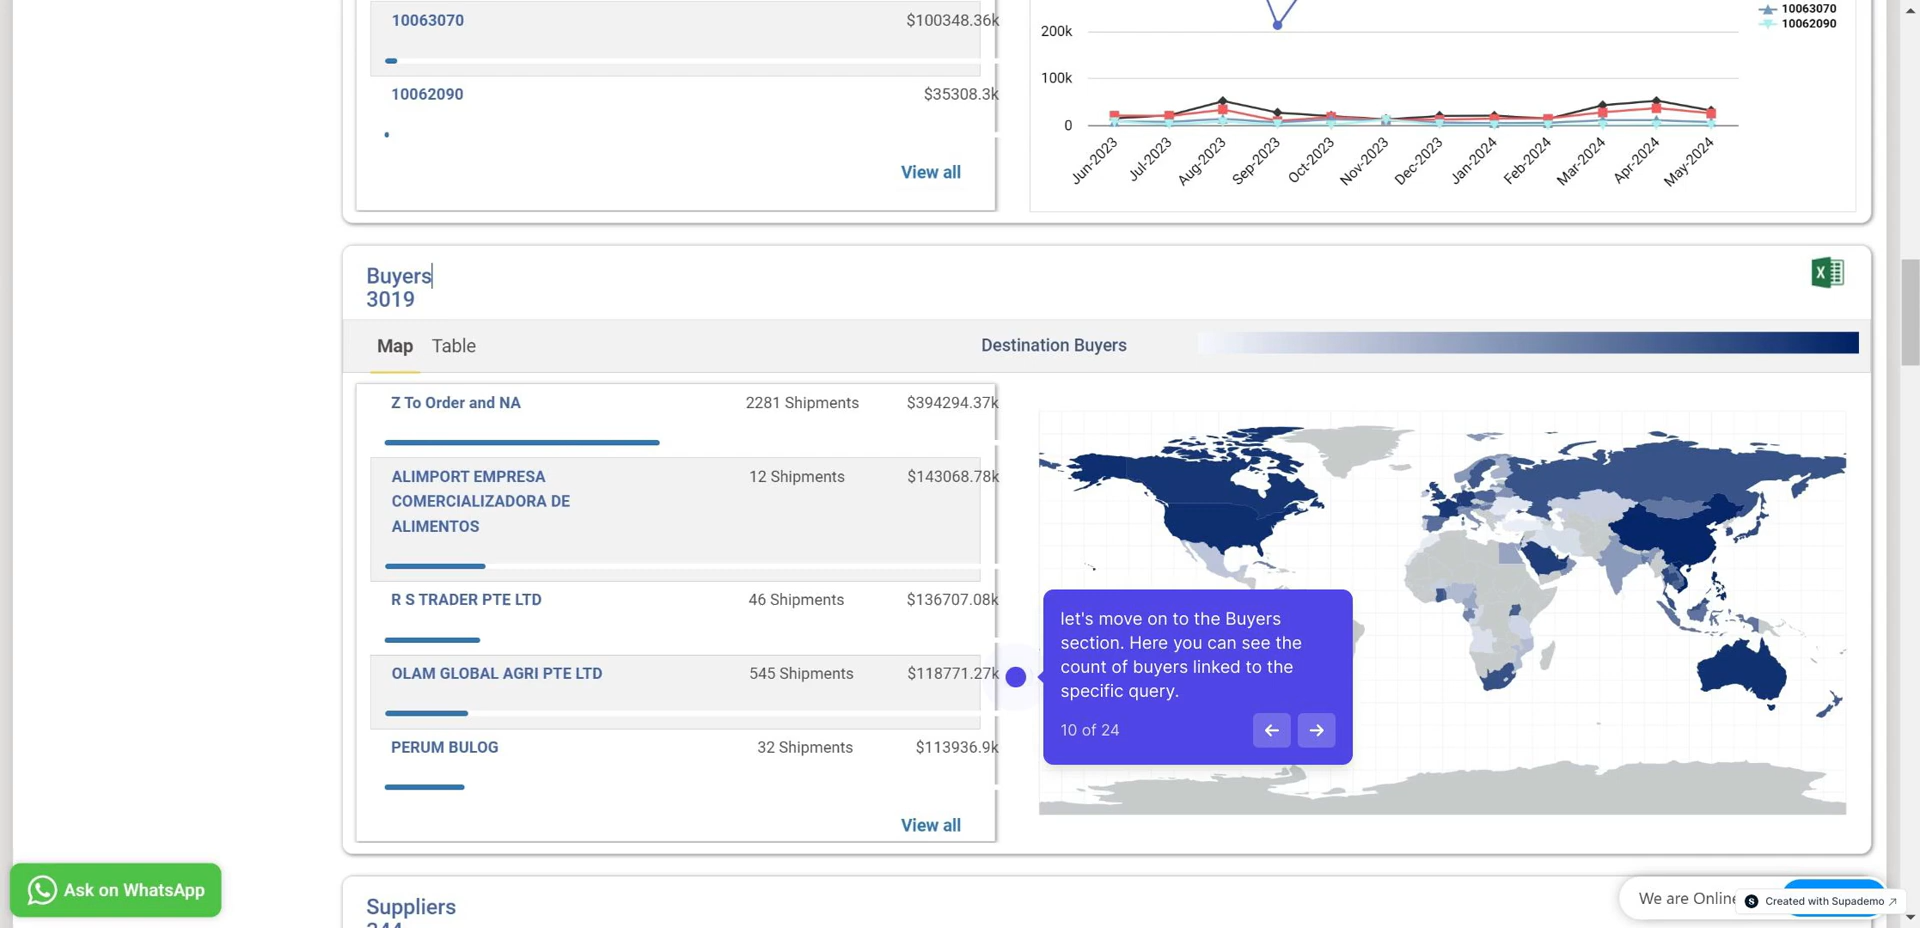 10063070 $100348.36k
10062090 $35308.3k
View all
10063070
10062090
200k
100k
0
Jun-2023 Jul-2023 Aug-2023 Sep-2023 Oct-2023 Nov-2023 Dec-2023 Jan-2024 Feb-2024 Mar-2024 Apr-2024 May-2024
Buyers
3019
Map Table Destination Buyers
Z To Order and NA 2281 Shipments $394294.37k
ALIMPORT EMPRESA 12 Shipments $143068.78k
COMERCIALIZADORA DE
ALIMENTOS
R S TRADER PTE LTD 46 Shipments $136707.08k
OLAM GLOBAL AGRI PTE LTD 545 Shipments $118771.27k
PERUM BULOG 32 Shipments $113936.9k
View all
let's move on to the Buyers
section. Here you can see the
count of buyers linked to the
specific query.
10 of 24
Suppliers
Ask on WhatsApp
We are Online
Created with Supademo